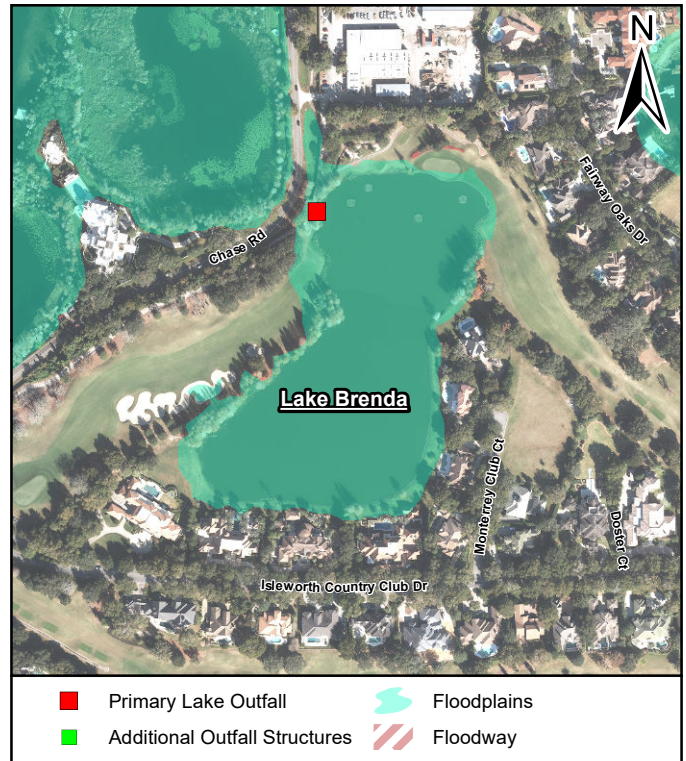 N
Fairway Oaks Dr
Chase Rd
Lake Brenda
Monterrey Club Ct
Doster Ct
Isleworth Country Club Dr
Primary Lake Outfall
Floodplains
Additional Outfall Structures
Floodway